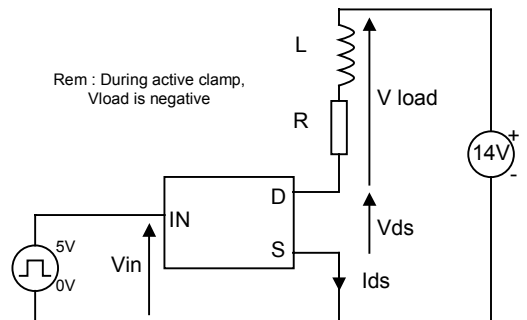 L
Rem : During active clamp,
Vload is negative
V load
R
14V
+
-
D
IN
Vds
S
5V
0V
Vin
Ids